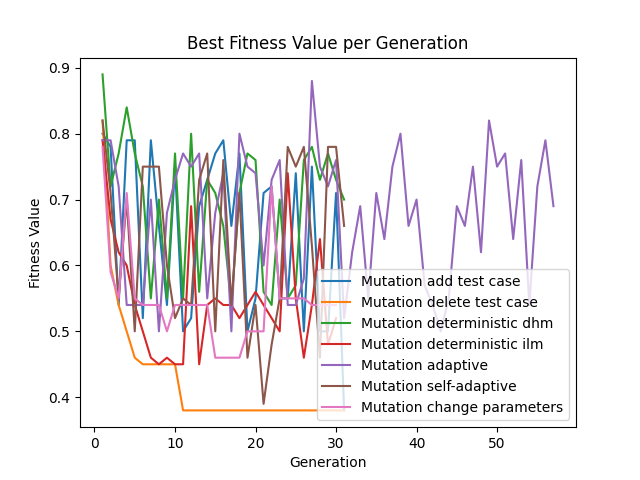 Best Fitness Value per Generation
Fitness Value
0.9
0.8
0.7
0.6
0.5
0.4
Mutation add test case
Mutation delete test case
Mutation deterministic dhm
Mutation deterministic ilm
Mutation adaptive
Mutation self-adaptive
Mutation change parameters
0 10 20 30 40 50
Generation